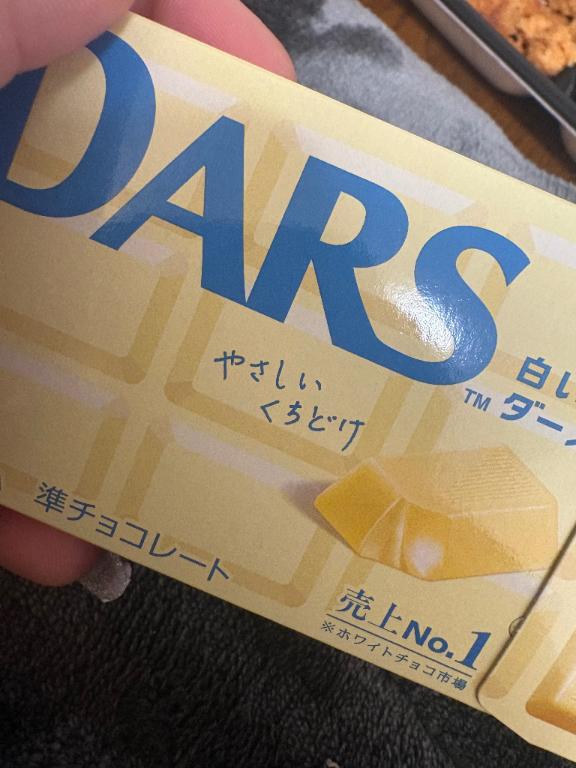 DARS
白い
TM ダース
やさしい
くちどけ
準チョコレート
売上No.1
※ホワイトチョコ市場